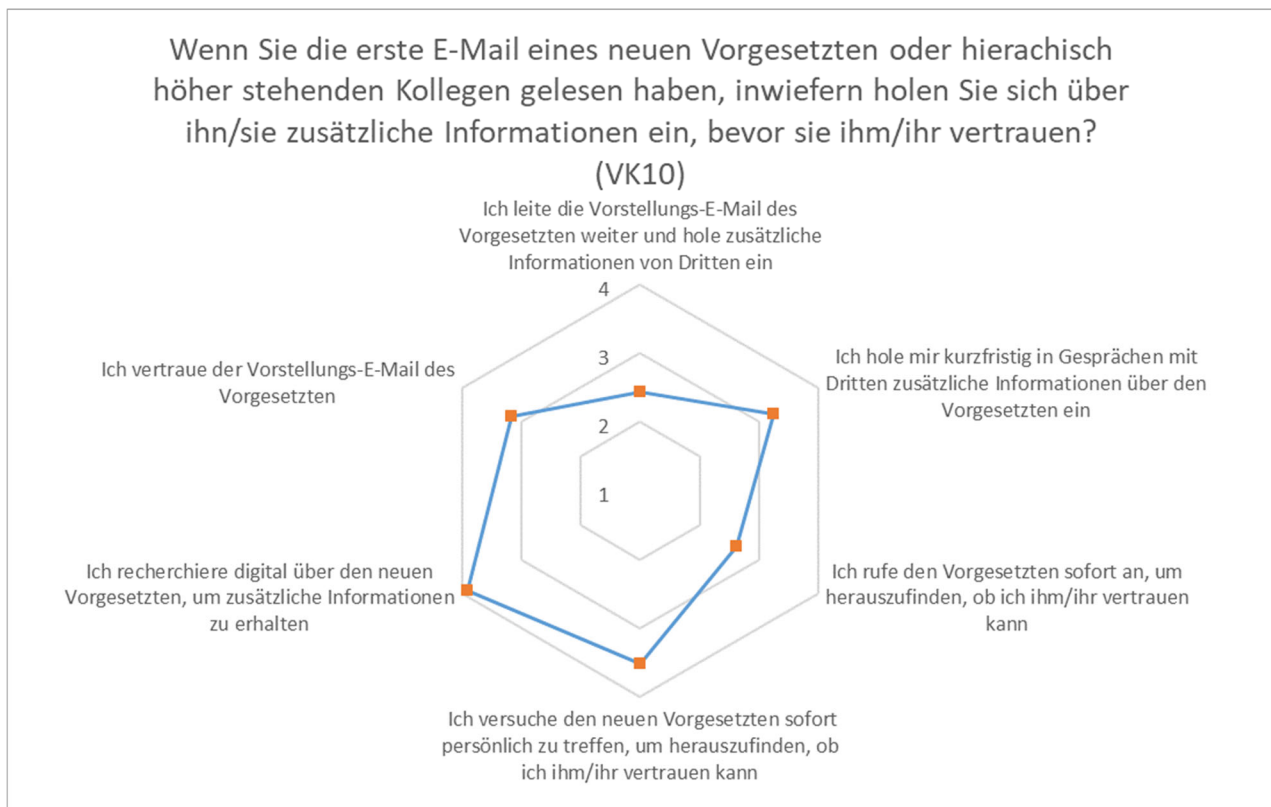 Wenn Sie die erste E-Mail eines neuen Vorgesetzten oder hierachisch
höher stehenden Kollegen gelesen haben, inwiefern holen Sie sich über
ihn/sie zusätzliche Informationen ein, bevor sie ihm/ihr vertrauen?
(VK10)
Ich leite die Vorstellungs-E-Mail des
Vorgesetzten weiter und hole zusätzliche
Informationen von Dritten ein
4
3
2
1
Ich hole mir kurzfristig in Gesprächen mit
Dritten zusätzliche Informationen über den
Vorgesetzten ein
Ich rufe den Vorgesetzten sofort an, um
herauszufinden, ob ich ihm/ihr vertrauen
kann
Ich versuche den neuen Vorgesetzten sofort
persönlich zu treffen, um herauszufinden, ob
ich ihm/ihr vertrauen kann
Ich recherchiere digital über den neuen
Vorgesetzten, um zusätzliche Informationen
zu erhalten
Ich vertraue der Vorstellungs-E-Mail des
Vorgesetzten